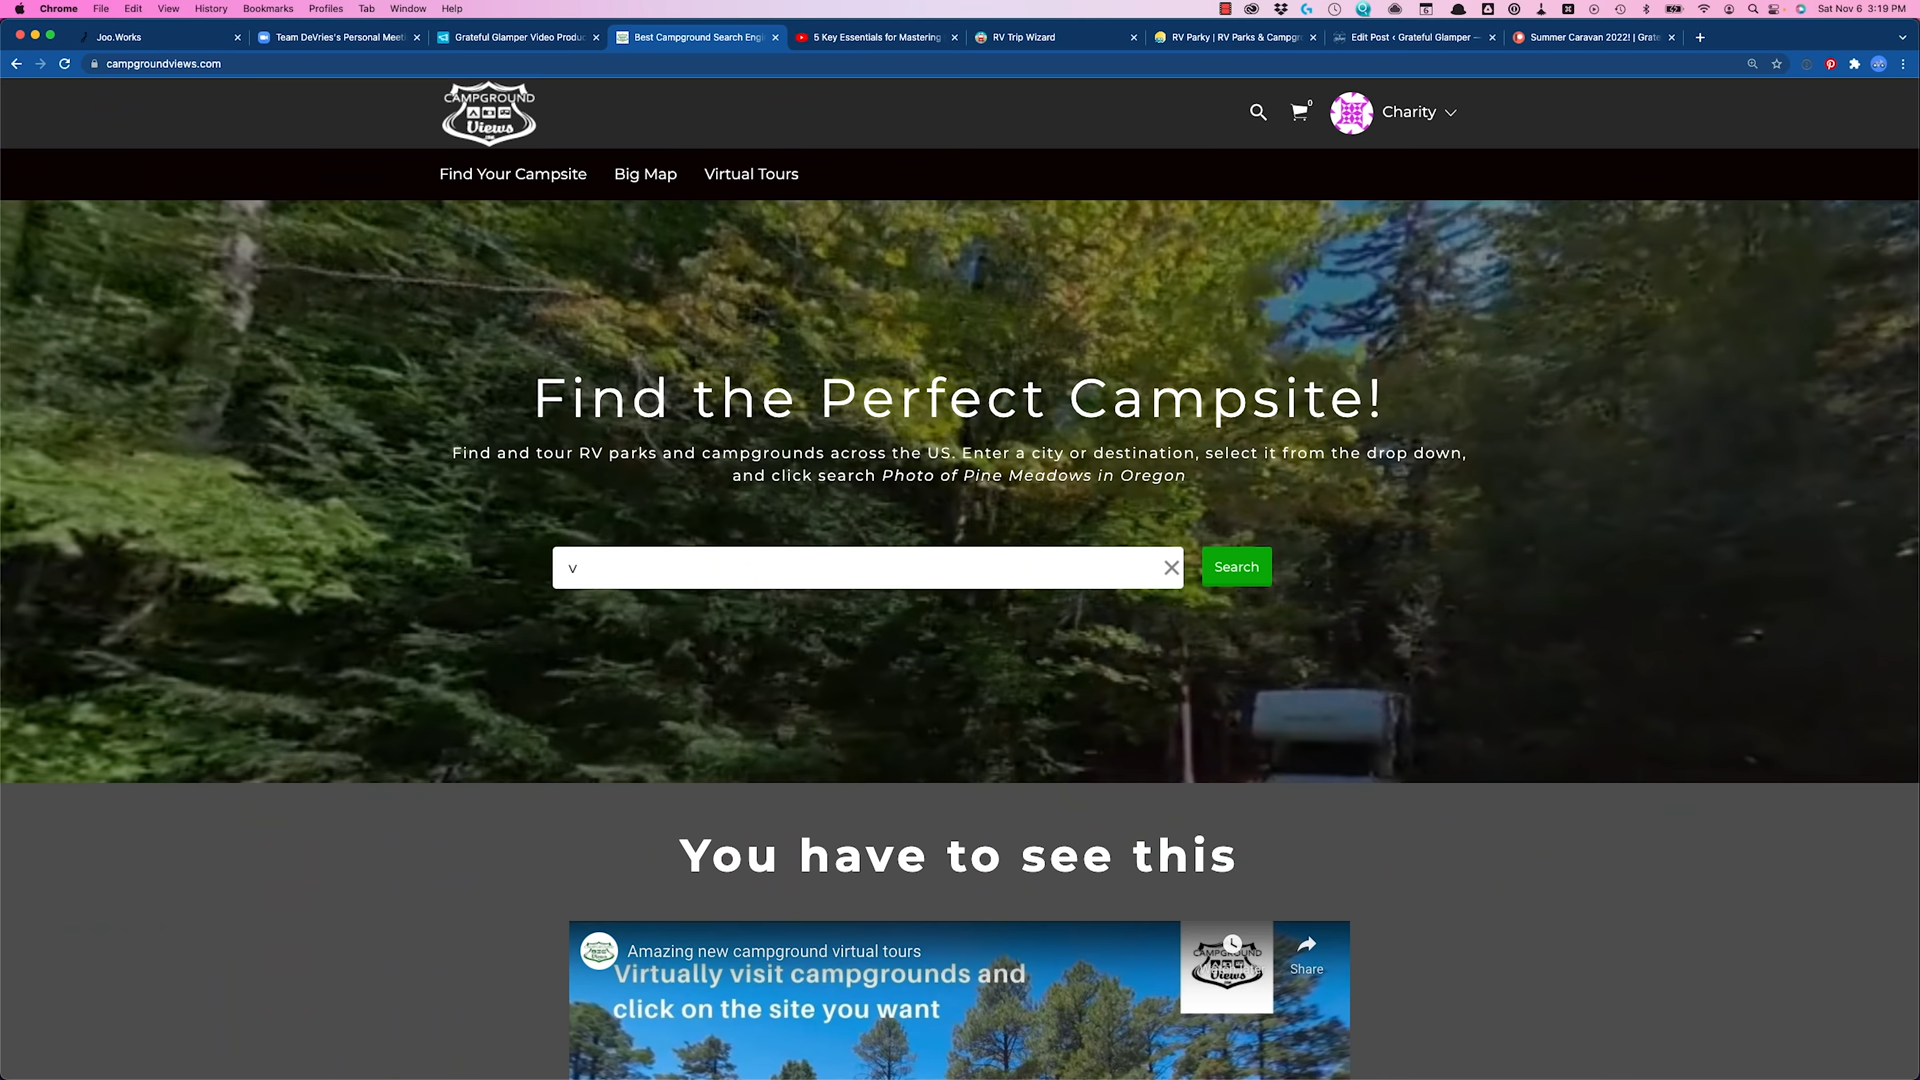 Chrome File Edit View History Bookmarks Profiles Tab Window Help Sat Nov 6 3:19 PM
Joo.Works Team DeVries's Personal Meeti Grateful Glamper Video Produc Best Campground Search Engi 5 Key Essentials for Mastering RV Trip Wizard RV Parky | RV Parks & Campgr Edit Post ‹ Grateful Glamper — Summer Caravan 2022! | Grate
campgroundviews.com
CAMPGROUND
Views
0
Charity
Find Your Campsite Big Map Virtual Tours
Find the Perfect Campsite!
Find and tour RV parks and campgrounds across the US. Enter a city or destination, select it from the drop down,
and click search Photo of Pine Meadows in Oregon
v
Search
You have to see this
Amazing new campground virtual tours
Virtually visit campgrounds and
click on the site you want
CAMPGROUND
Views
Share